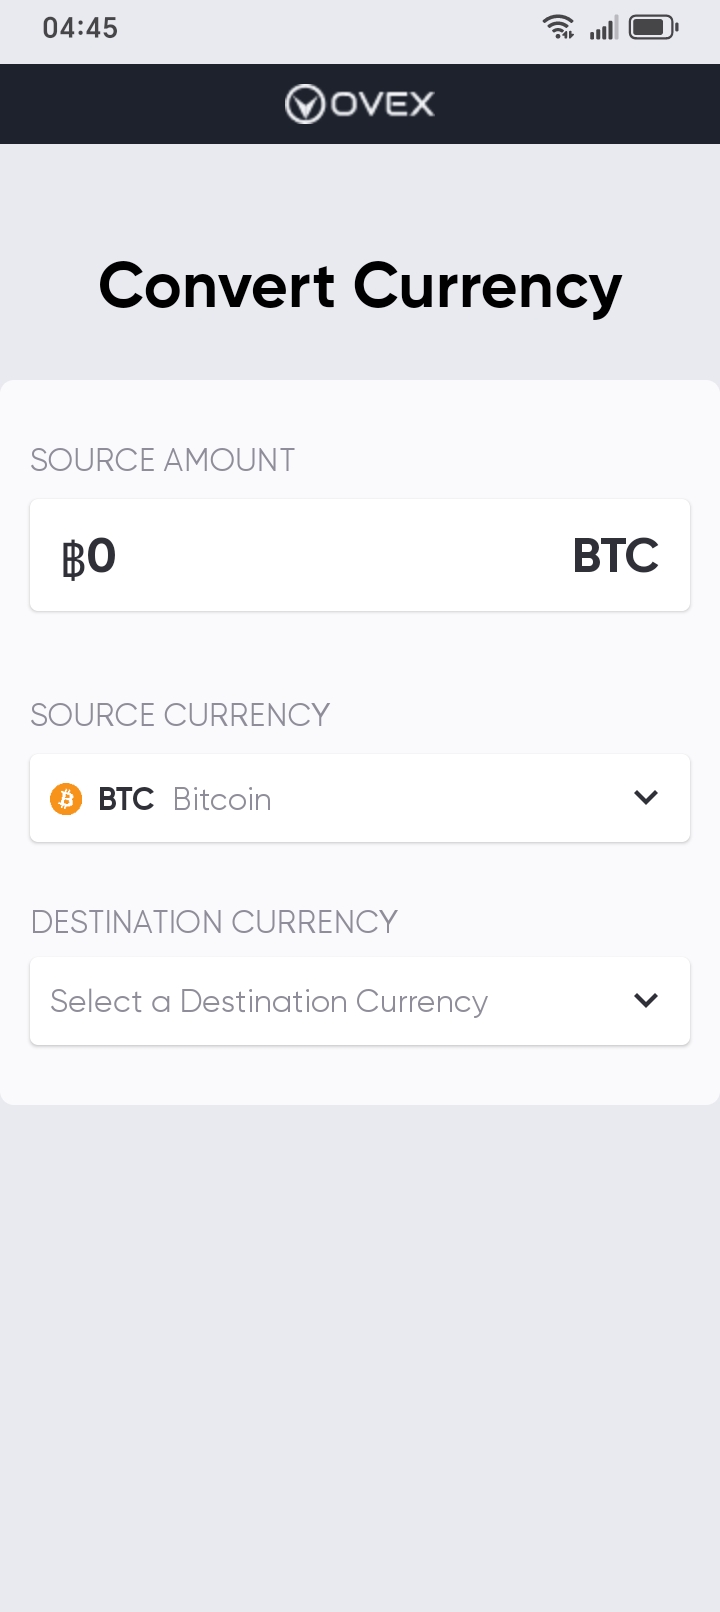 04:45
OVEX
Convert Currency
SOURCE AMOUNT
฿0 BTC
SOURCE CURRENCY
BTC Bitcoin
DESTINATION CURRENCY
Select a Destination Currency